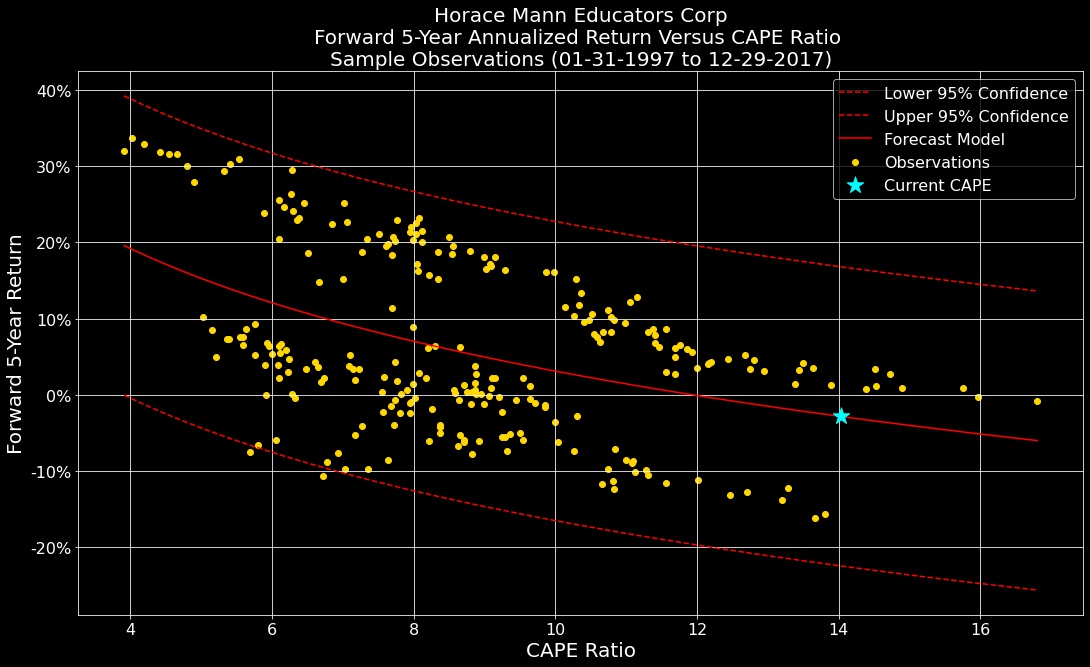 Horace Mann Educators Corp
Forward 5-Year Annualized Return Versus CAPE Ratio
Sample Observations (01-31-1997 to 12-29-2017)
Lower 95% Confidence
Upper 95% Confidence
Forecast Model
Observations
Current CAPE
Forward 5-Year Return
40%
30%
20%
10%
0%
-10%
-20%
4 6 8 10 12 14 16
CAPE Ratio